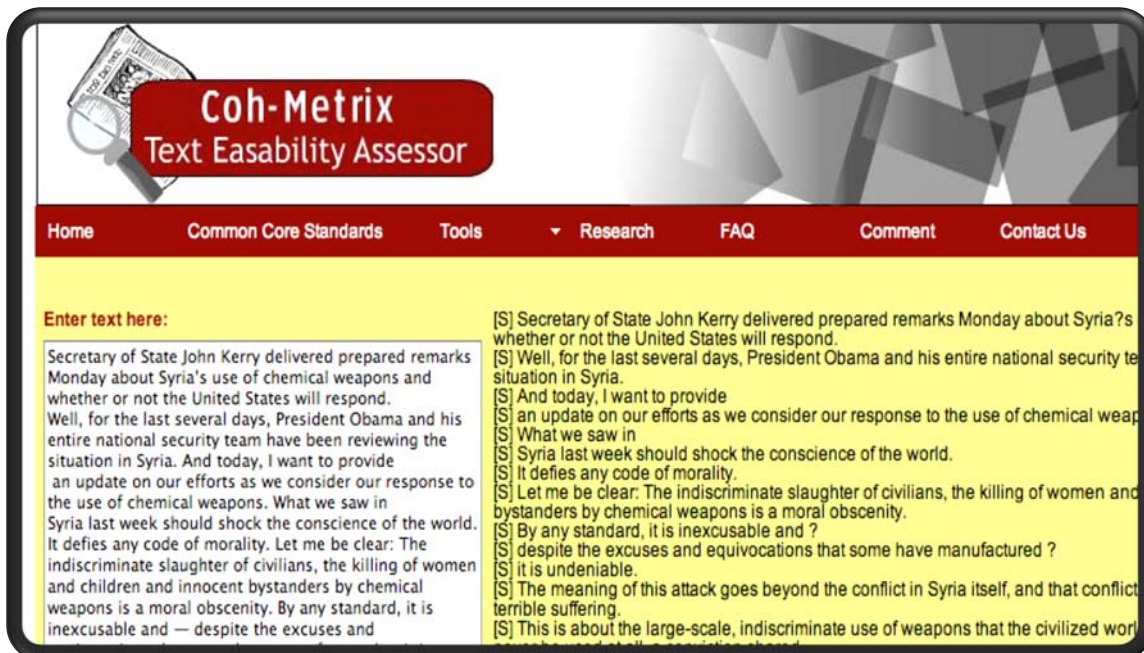 Coh-Metrix
Text Easability Assessor
Home Common Core Standards Tools Research FAQ Comment Contact Us
Enter text here:
Secretary of State John Kerry delivered prepared remarks
Monday about Syria's use of chemical weapons and
whether or not the United States will respond.
Well, for the last several days, President Obama and his
entire national security team have been reviewing the
situation in Syria. And today, I want to provide
an update on our efforts as we consider our response to
the use of chemical weapons. What we saw in
Syria last week should shock the conscience of the world.
It defies any code of morality. Let me be clear: The
indiscriminate slaughter of civilians, the killing of women
and children and innocent bystanders by chemical
weapons is a moral obscenity. By any standard, it is
inexcusable and — despite the excuses and
[S] Secretary of State John Kerry delivered prepared remarks Monday about Syria?s
whether or not the United States will respond.
[S] Well, for the last several days, President Obama and his entire national security te
situation in Syria.
[S] And today, I want to provide
[S] an update on our efforts as we consider our response to the use of chemical weap
[S] What we saw in
[S] Syria last week should shock the conscience of the world.
[S] It defies any code of morality.
[S] Let me be clear: The indiscriminate slaughter of civilians, the killing of women and
bystanders by chemical weapons is a moral obscenity.
[S] By any standard, it is inexcusable and ?
[S] despite the excuses and equivocations that some have manufactured ?
[S] it is undeniable.
[S] The meaning of this attack goes beyond the conflict in Syria itself, and that conflict
terrible suffering.
[S] This is about the large-scale, indiscriminate use of weapons that the civilized worl